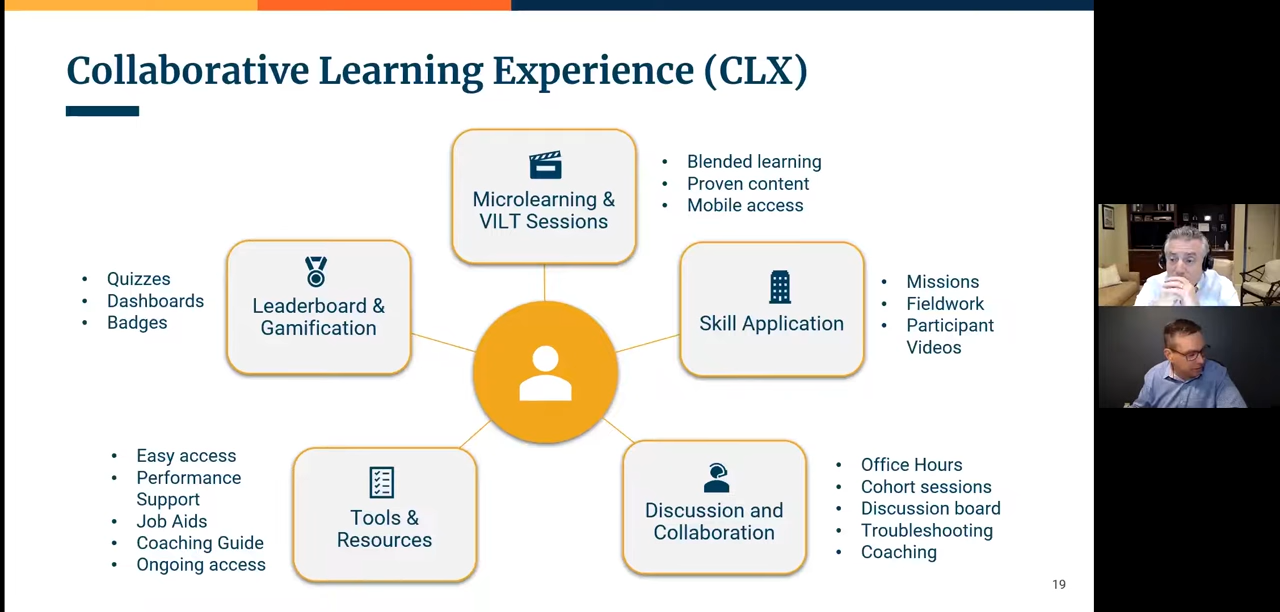 Collaborative Learning Experience (CLX)
Microlearning &
VILT Sessions
• Blended learning
• Proven content
• Mobile access
• Quizzes
• Dashboards
• Badges
Leaderboard &
Gamification
Skill Application
• Missions
• Fieldwork
• Participant
Videos
• Easy access
• Performance
Support
• Job Aids
• Coaching Guide
• Ongoing access
Tools &
Resources
Discussion and
Collaboration
• Office Hours
• Cohort sessions
• Discussion board
• Troubleshooting
• Coaching
19